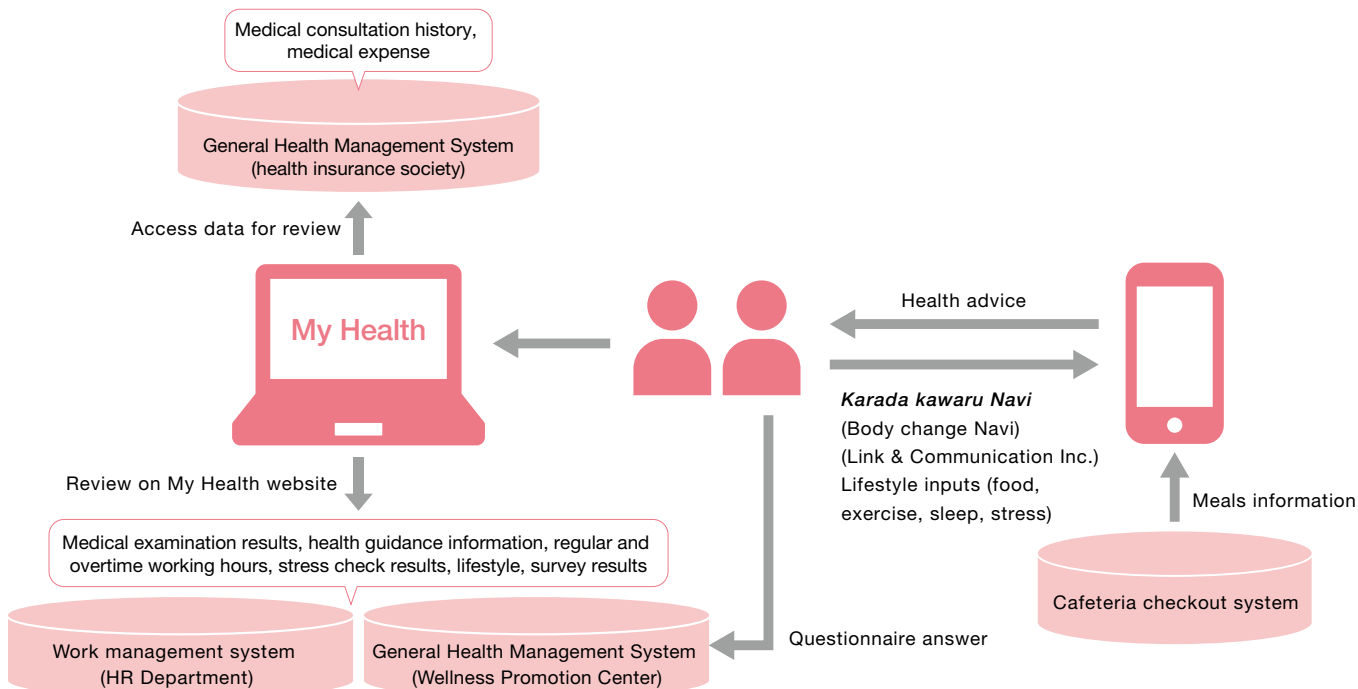 Medical consultation history,
medical expense
General Health Management System
(health insurance society)
Access data for review
My Health
Health advice
Karada kawaru Navi
(Body change Navi)
(Link & Communication Inc.)
Lifestyle inputs (food,
exercise, sleep, stress)
Review on My Health website
Meals information
Medical examination results, health guidance information, regular and
overtime working hours, stress check results, lifestyle, survey results
Cafeteria checkout system
Work management system
(HR Department)
General Health Management System
(Wellness Promotion Center)
Questionnaire answer